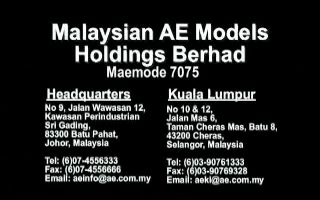 Malaysian AE Models
Holdings Berhad
Maemode 7075
Headquarters
No 9, Jalan Wawasan 12,
Kawasan Perindustrian
Sri Gading,
83300 Batu Pahat,
Johor, Malaysia
Tel: (6)07-4556333
Fax: (6)07-4556666
Email: aeinfo@ae.com.my
Kuala Lumpur
No 10 & 12,
Jalan Mas 6,
Taman Cheras Mas, Batu 8,
43200 Cheras,
Selangor, Malaysia
Tel: (6)03-90761333
Fax: (6)03-90769328
Email: aekl@ae.com.my